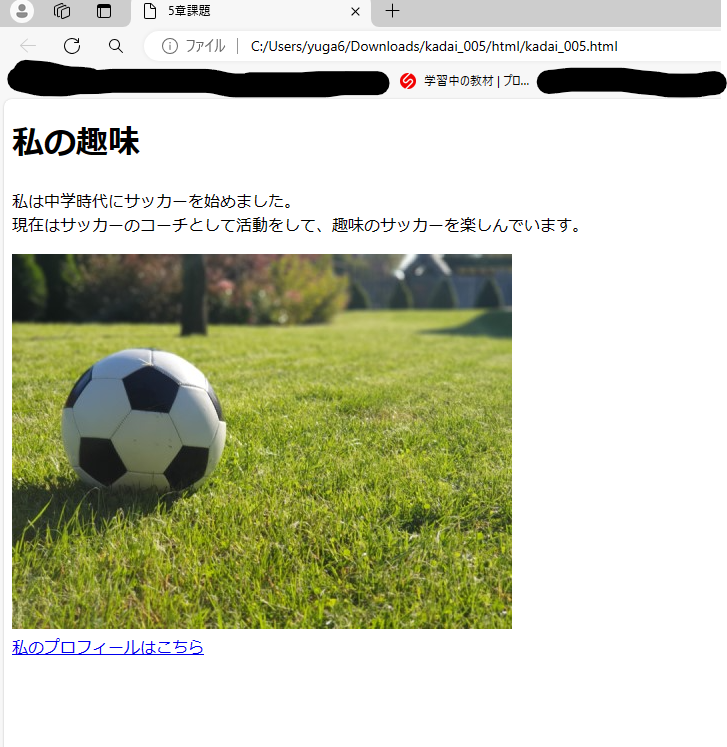 5章課題
ファイル
C:/Users/yuga6/Downloads/kadai_005/html/kadai_005.html
学習中の教材 | プロ...
私の趣味
私は中学時代にサッカーを始めました。
現在はサッカーのコーチとして活動をして、趣味のサッカーを楽しんでいます。
私のプロフィールはこちら